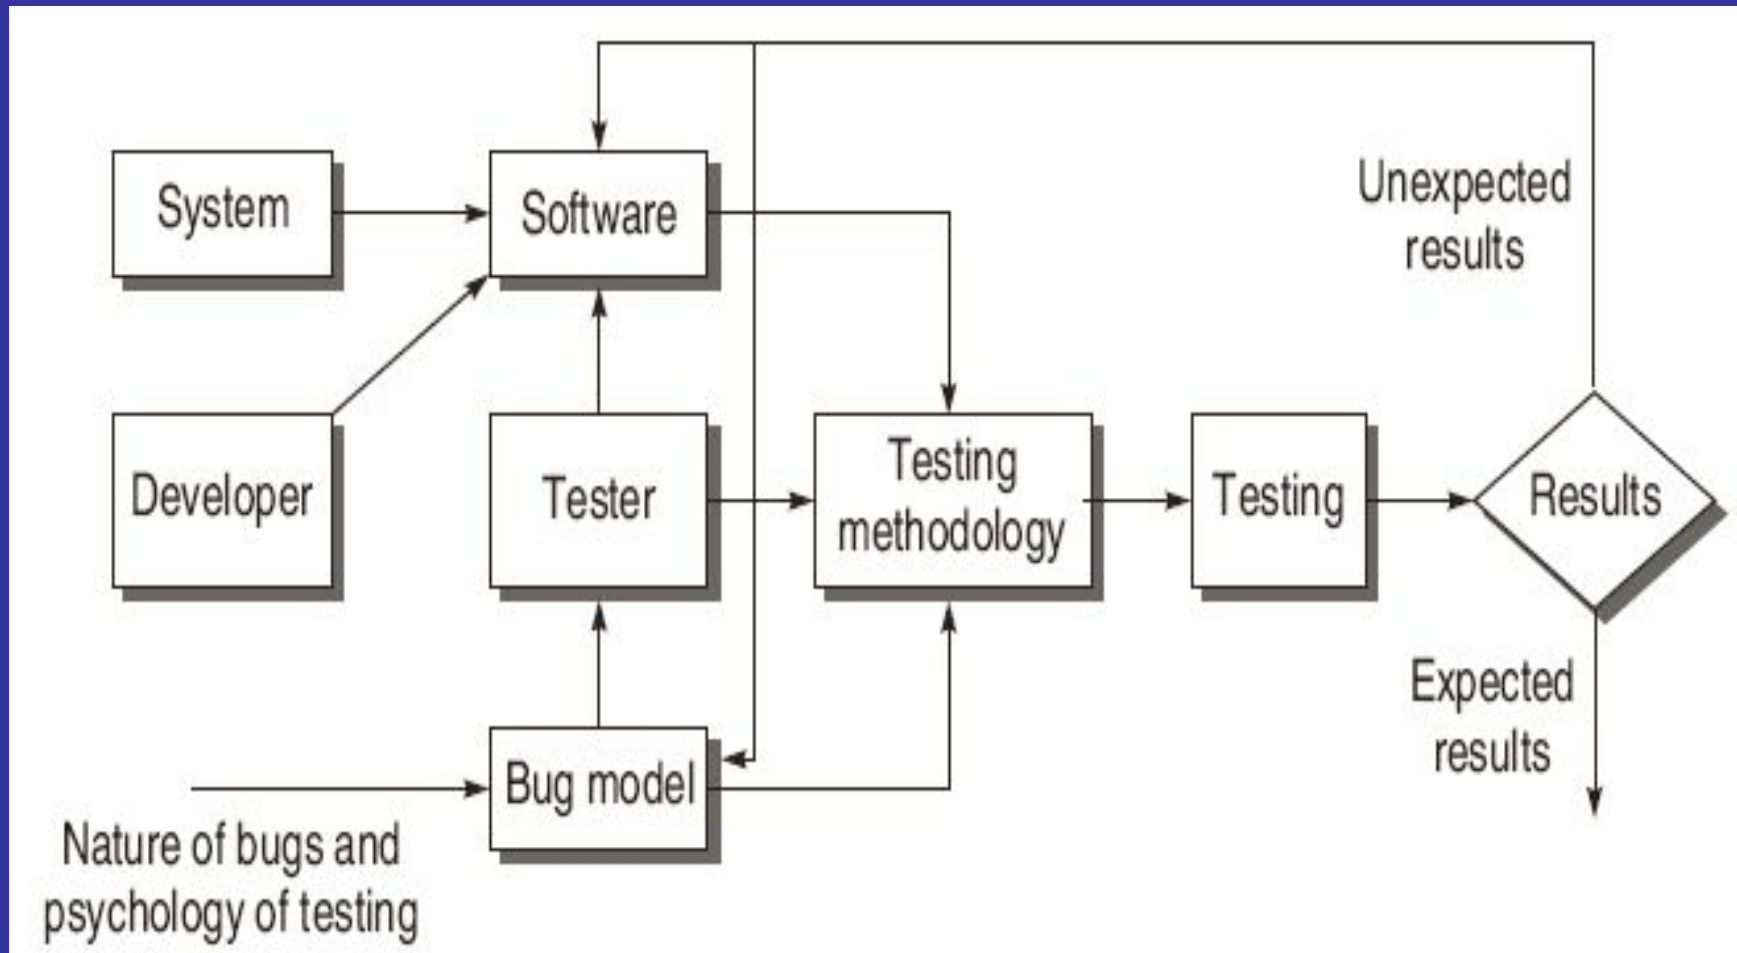 Unexpected
results
System
Software
Developer
Tester
Testing
methodology
Testing
Results
Expected
results
Bug model
Nature of bugs and
psychology of testing